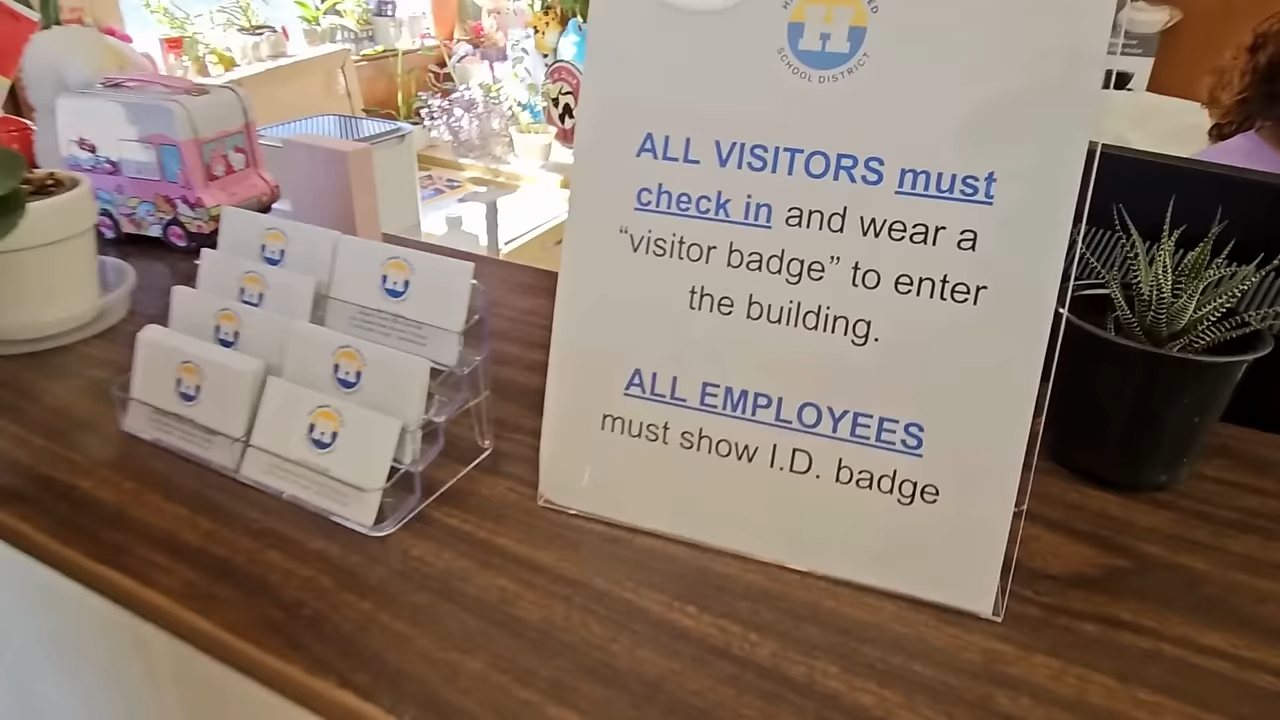 H
SCHOOL DISTRICT
ALL VISITORS must
check in and wear a
“visitor badge” to enter
the building.
ALL EMPLOYEES
must show I.D. badge